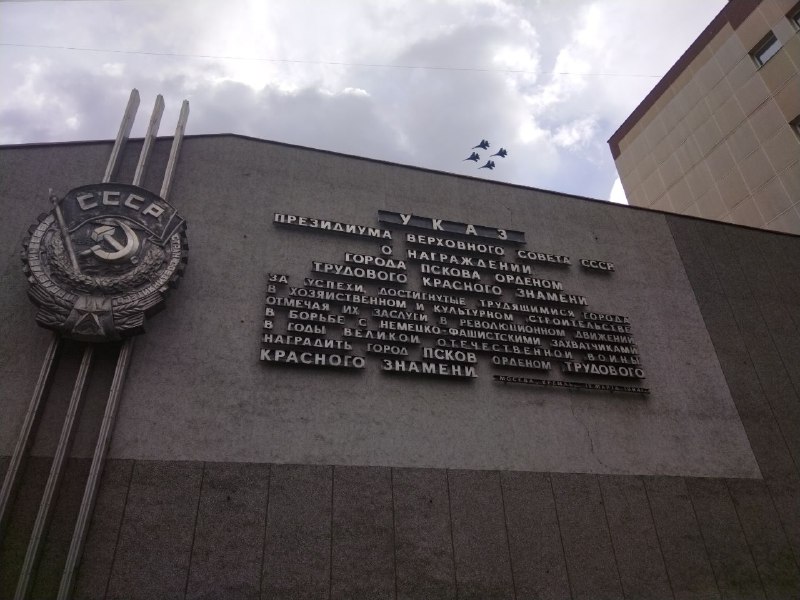 СССР
УКАЗ
ПРЕЗИДИУМА ВЕРХОВНОГО СОВЕТА СССР
О НАГРАЖДЕНИИ
ГОРОДА ПСКОВА ОРДЕНОМ
ТРУДОВОГО КРАСНОГО ЗНАМЕНИ
ЗА УСПЕХИ, ДОСТИГНУТЫЕ ТРУДЯЩИМИСЯ ГОРОДА
В ХОЗЯЙСТВЕННОМ И КУЛЬТУРНОМ СТРОИТЕЛЬСТВЕ
ОТМЕЧАЯ ИХ ЗАСЛУГИ В РЕВОЛЮЦИОННОМ ДВИЖЕНИИ
В БОРЬБЕ С НЕМЕЦКО-ФАШИСТСКИМИ ЗАХВАТЧИКАМИ
В ГОДЫ ВЕЛИКОЙ ОТЕЧЕСТВЕННОЙ ВОЙНЫ
НАГРАДИТЬ ГОРОД ПСКОВ ОРДЕНОМ ТРУДОВОГО
КРАСНОГО ЗНАМЕНИ
МОСКВА, КРЕМЛЬ,